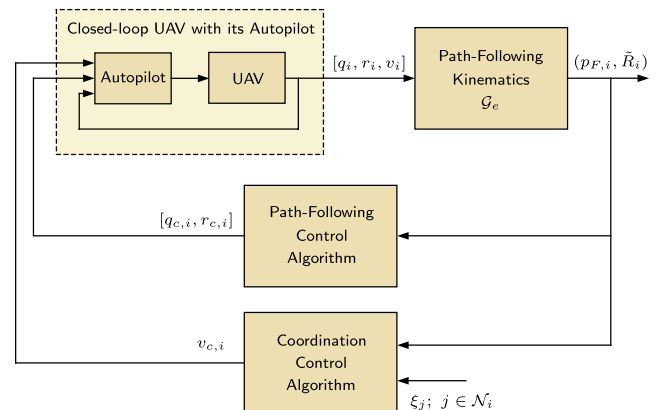 Closed-loop UAV with its Autopilot
Autopilot
UAV
[q_i, r_i, v_i]
Path-Following
Kinematics
𝒢_e
(p_{F,i}, R̃_i)
[q_{c,i}, r_{c,i}]
Path-Following
Control
Algorithm
v_{c,i}
Coordination
Control
Algorithm
ξ_j; j ∈ 𝒩_i